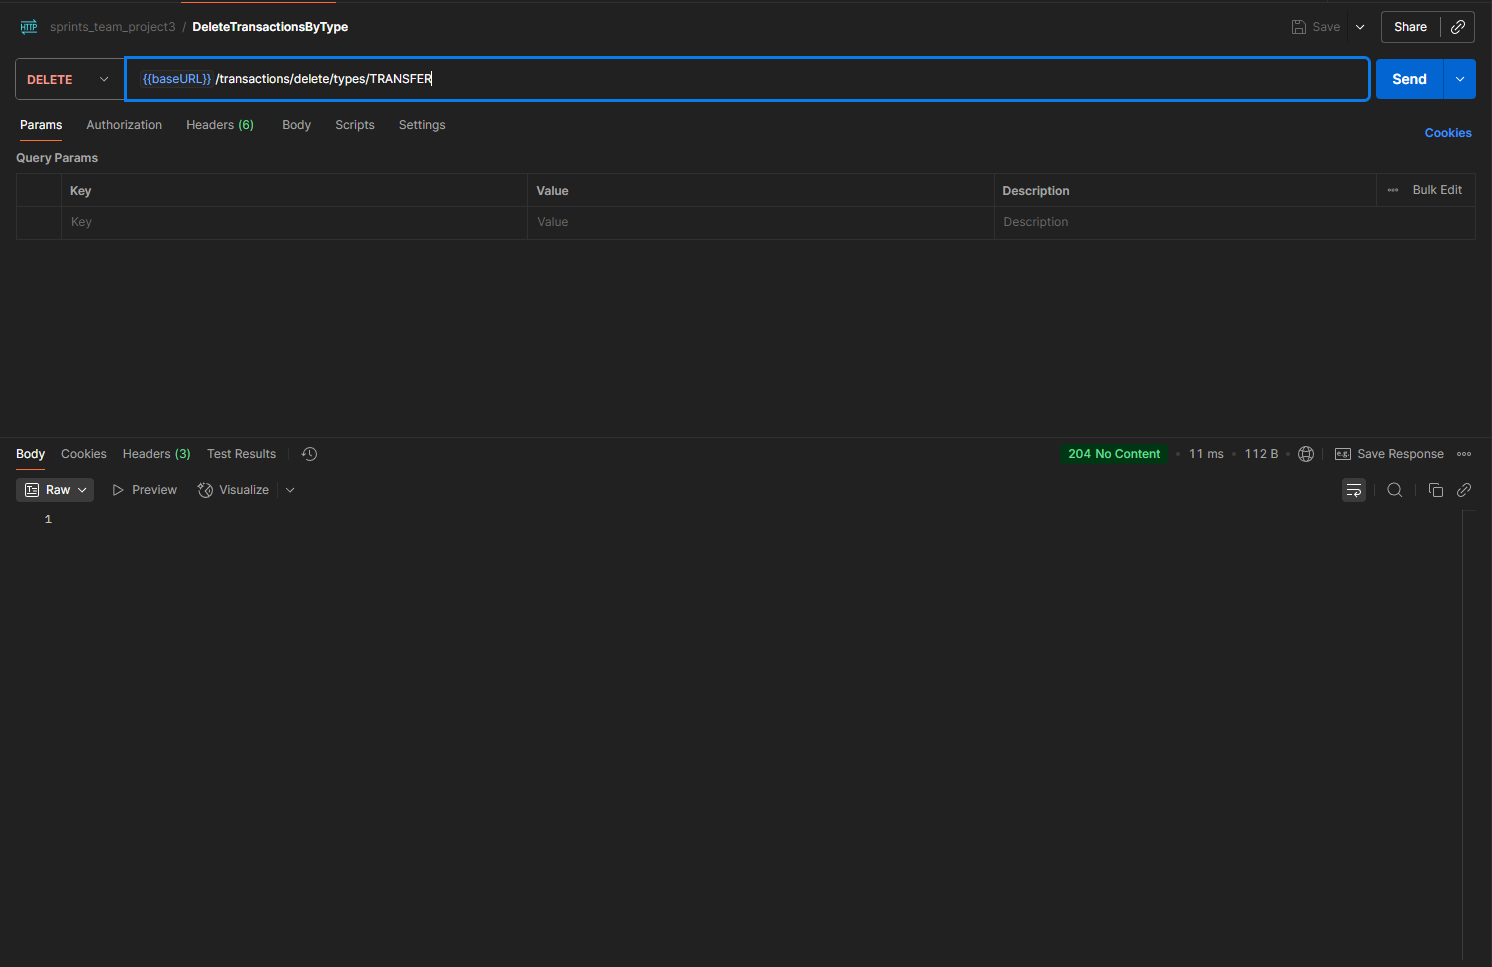 HTTP sprints_team_project3 / DeleteTransactionsByType Save Share
DELETE {{baseURL}} /transactions/delete/types/TRANSFER Send
Params Authorization Headers (6) Body Scripts Settings Cookies
Query Params
Key Value Description Bulk Edit
Key Value Description
Body Cookies Headers (3) Test Results 204 No Content 11 ms 112 B e.g. Save Response
Raw Preview Visualize
1